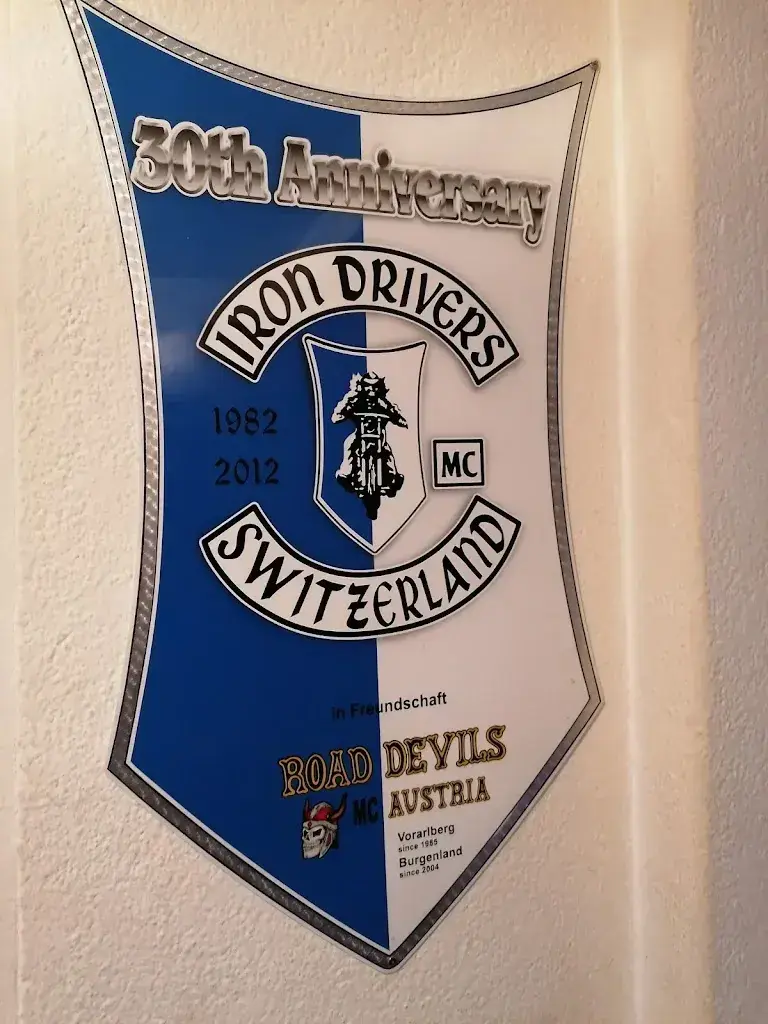 30th Anniversary
IRON DRIVERS
1982
2012
MC
SWITZERLAND
in Freundschaft
ROAD DEVILS
MC AUSTRIA
Vorarlberg
since 1985
Burgenland
since 2004